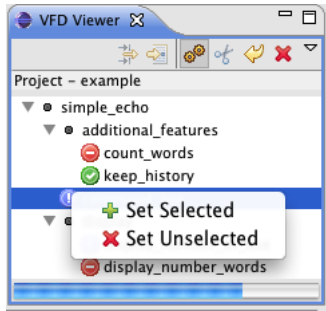 VFD Viewer
Project - example
simple_echo
additional_features
count_words
keep_history
Set Selected
Set Unselected
display_number_words